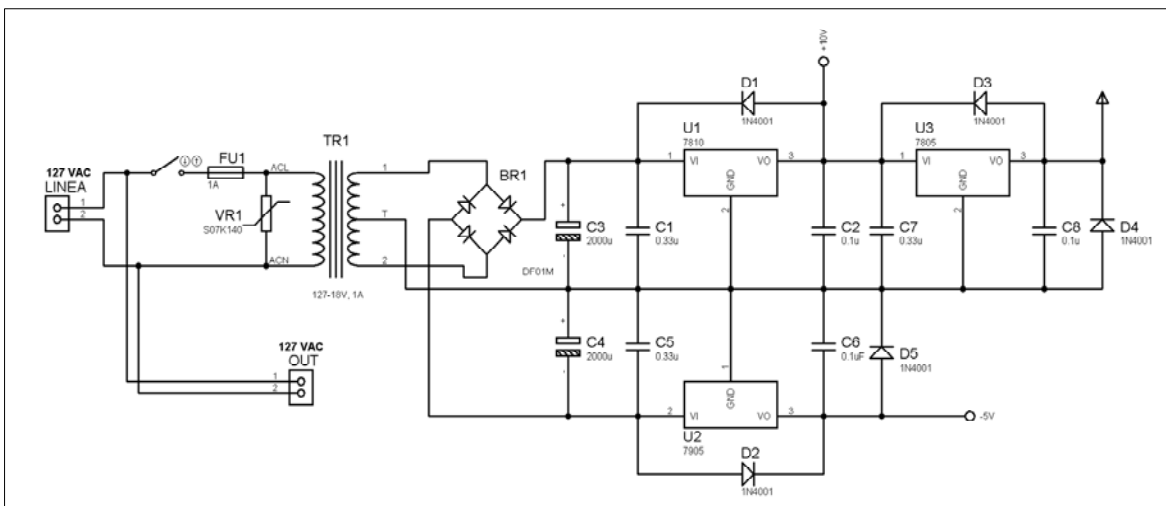 127 VAC
LINEA
1
2
FU1
1A
ACL
VR1
S07K140
ACN
TR1
127-18V, 1A
1
T
2
BR1
DF01M
127 VAC
OUT
1
2
+
C3
2000u
-
+
C4
2000u
-
C1
0.33u
C5
0.33u
D1
1N4001
U1
7810
1
VI
VO
3
GND
2
+10V
C2
0.1u
C6
0.1uF
1
GND
2
VI
VO
3
U2
7905
D2
1N4001
D3
1N4001
U3
7805
1
VI
VO
3
GND
2
C7
0.33u
C8
0.1u
D4
1N4001
D5
1N4001
-5V